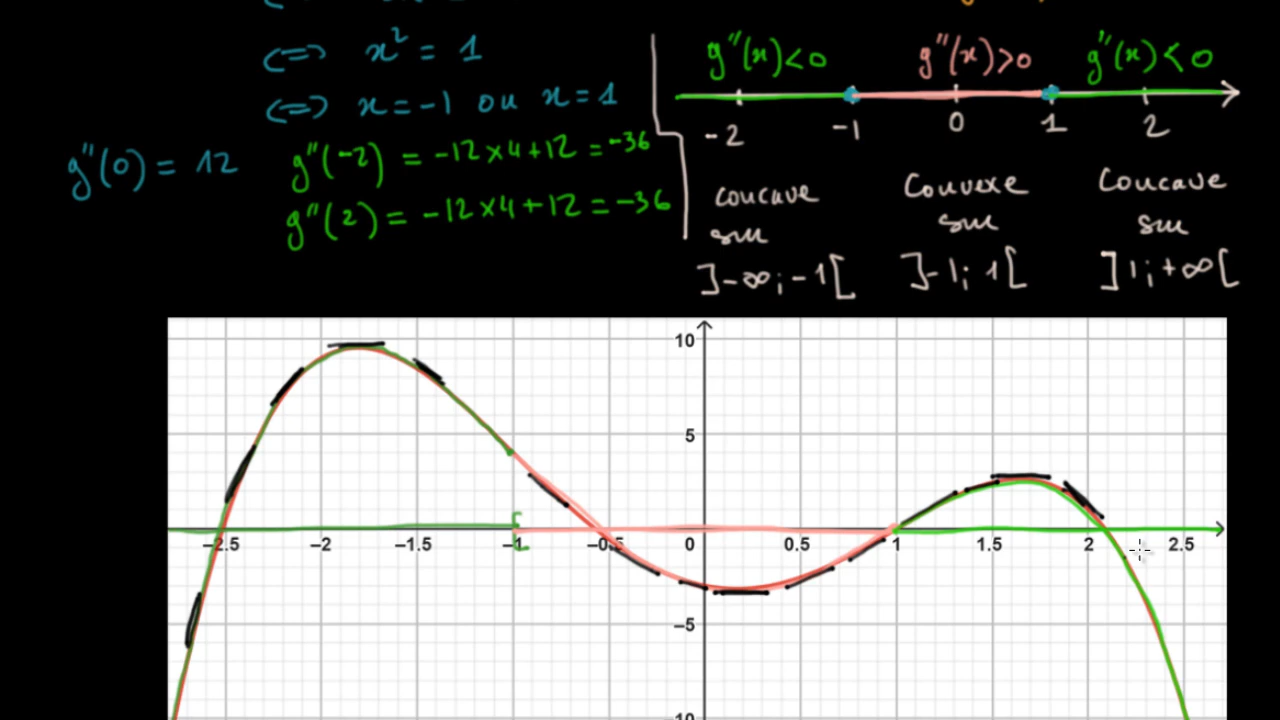 <=> x² = 1
<=> x = -1 ou x = 1
g''(0) = 12
g''(-2) = -12×4+12 = -36
g''(2) = -12×4+12 = -36
g''(x)<0 g''(x)>0 g''(x)<0
-2 -1 0 1 2
concave convexe concave
sur sur sur
]-∞;-1[ ]-1;1[ ]1;+∞[
10
5
-2.5 -2 -1.5 -1 -0.5 0 0.5 1 1.5 2 2.5
-5
-10